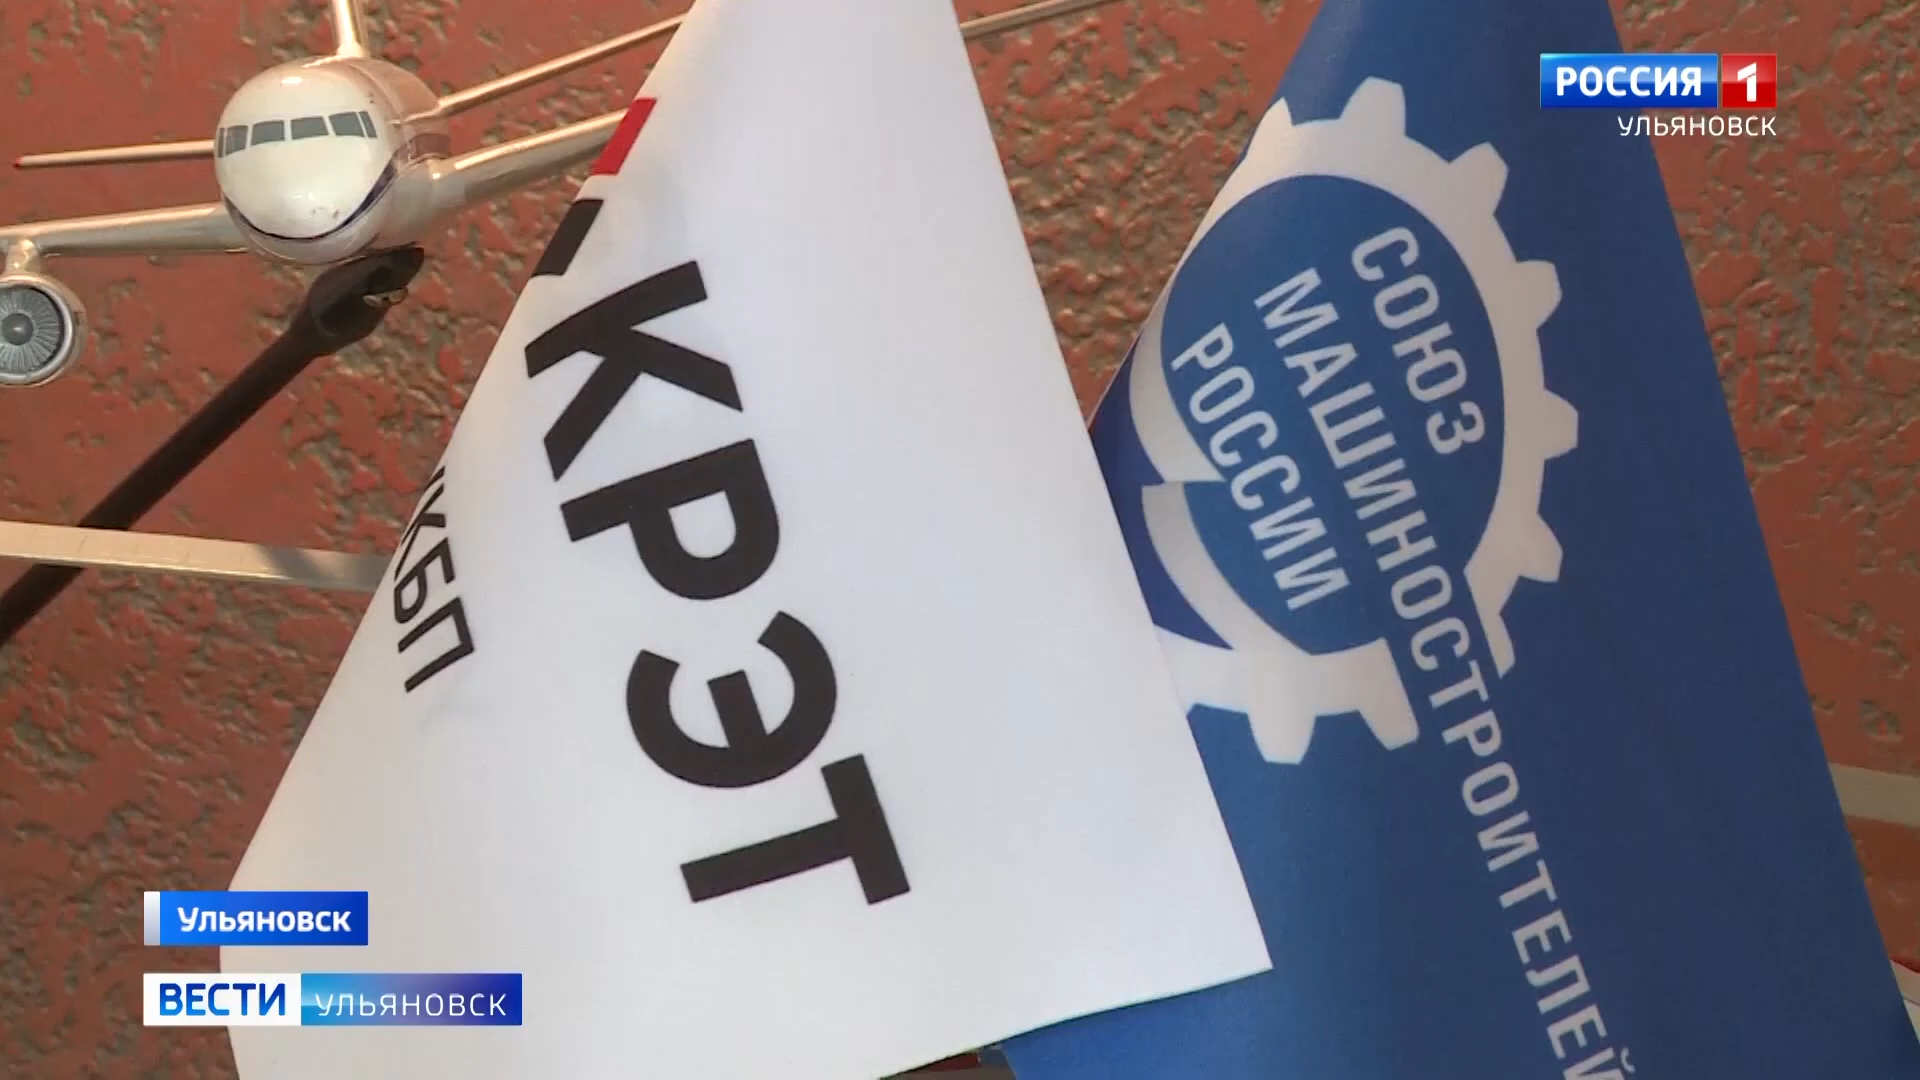 РОССИЯ 1
УЛЬЯНОВСК
КРЭТ
КБП
СОЮЗ
МАШИНОСТРОИТЕЛЕЙ
РОССИИ
Ульяновск
ВЕСТИ УЛЬЯНОВСК